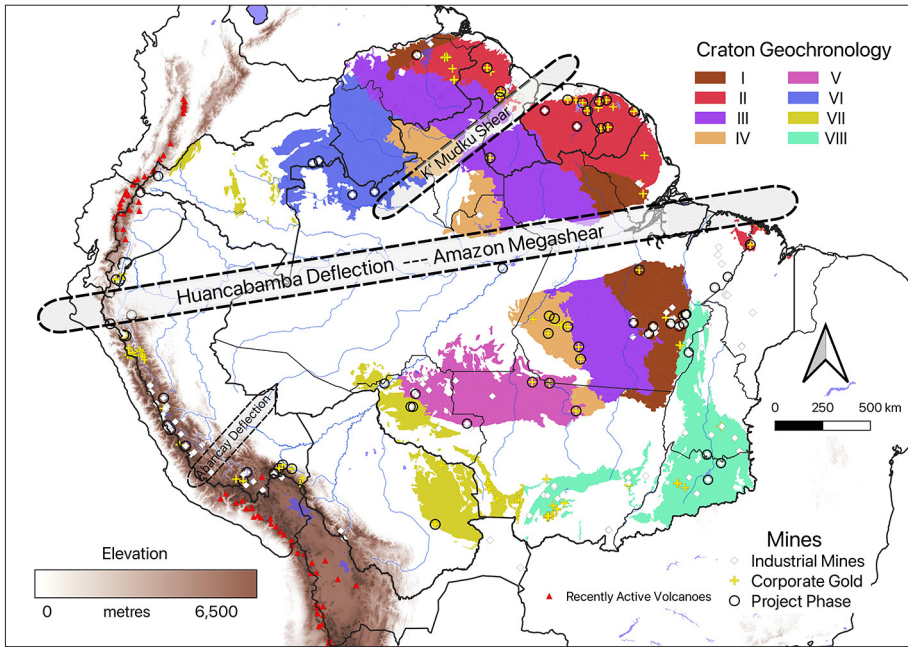 Craton Geochronology
I V
II VI
III VII
IV VIII
K' Mudku Shear
Huancabamba Deflection ---- Amazon Megashear
Abancay Deflection
0 250 500 km
Elevation
0 metres 6,500
Recently Active Volcanoes
Mines
Industrial Mines
Corporate Gold
Project Phase